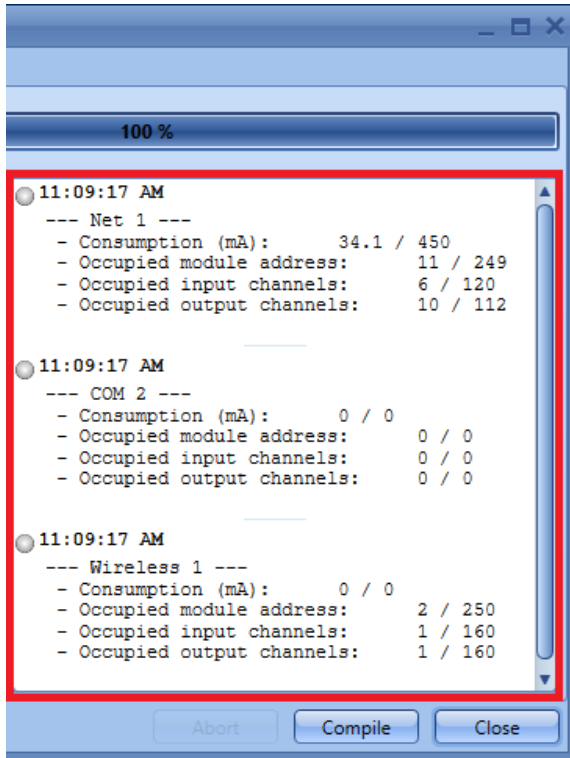 100 %
11:09:17 AM
--- Net 1 ---
- Consumption (mA): 34.1 / 450
- Occupied module address: 11 / 249
- Occupied input channels: 6 / 120
- Occupied output channels: 10 / 112
11:09:17 AM
--- COM 2 ---
- Consumption (mA): 0 / 0
- Occupied module address: 0 / 0
- Occupied input channels: 0 / 0
- Occupied output channels: 0 / 0
11:09:17 AM
--- Wireless 1 ---
- Consumption (mA): 0 / 0
- Occupied module address: 2 / 250
- Occupied input channels: 1 / 160
- Occupied output channels: 1 / 160
Abort Compile Close